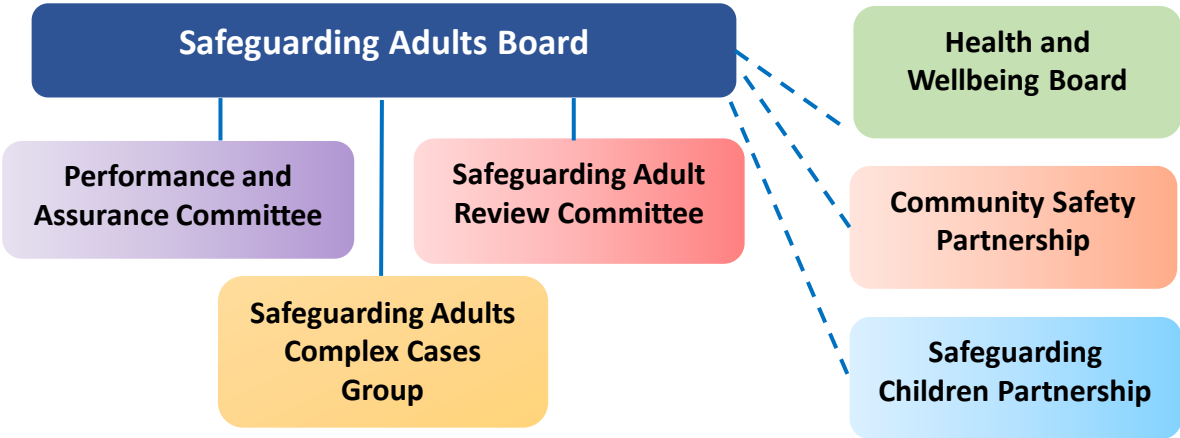 Safeguarding Adults Board
Health and
Wellbeing Board
Performance and
Assurance Committee
Safeguarding Adult
Review Committee
Community Safety
Partnership
Safeguarding Adults
Complex Cases
Group
Safeguarding
Children Partnership